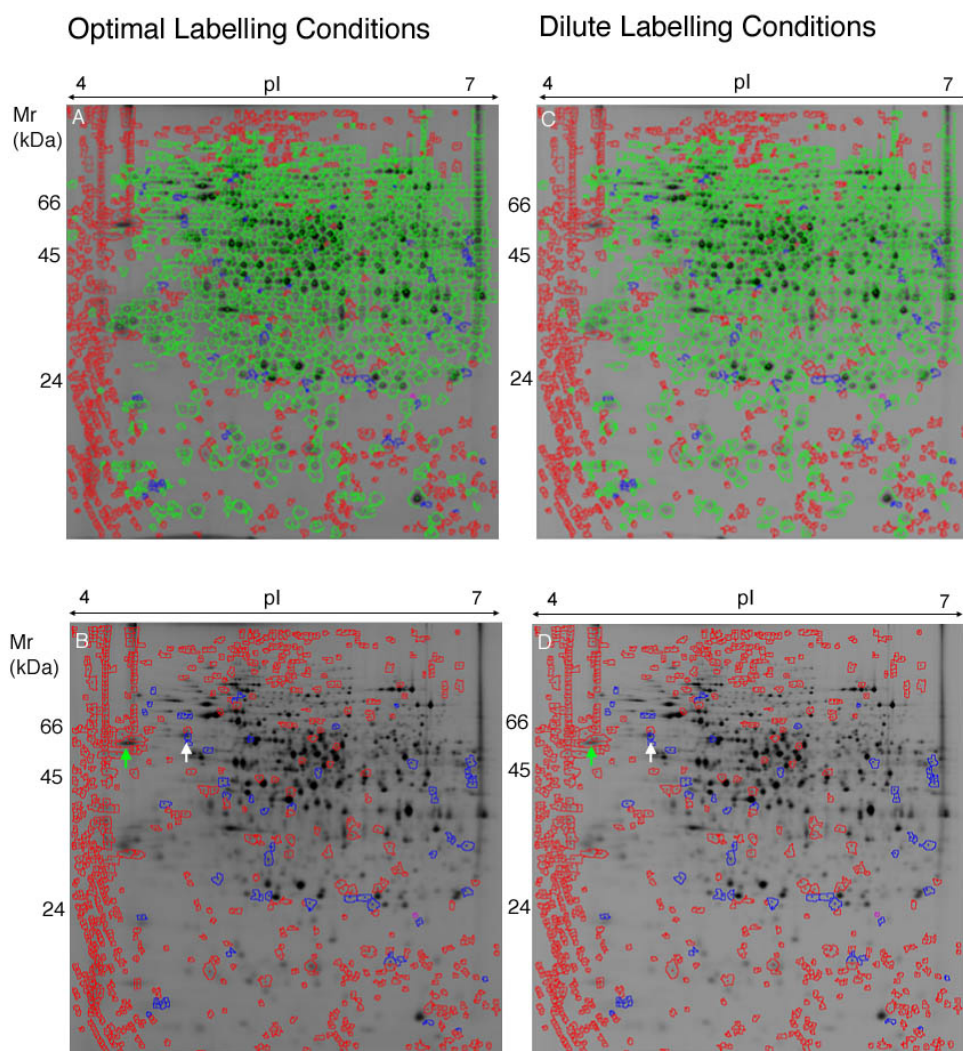 Optimal Labelling Conditions
Dilute Labelling Conditions
4 pI 7
4 pI 7
Mr
(kDa)
A
C
66
45
24
66
45
24
4 pI 7
4 pI 7
Mr
(kDa)
B
D
66
45
24
66
45
24